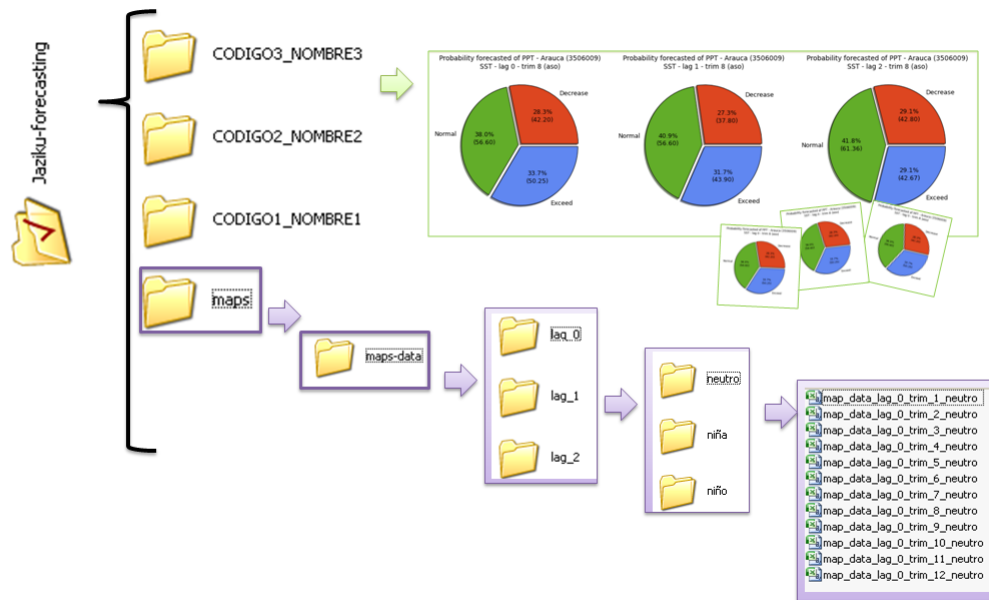 Jaziku-forecasting
CODIGO3_NOMBRE3
CODIGO2_NOMBRE2
CODIGO1_NOMBRE1
maps
Probability forecasted of PPT - Arauca (3506009)
SST - lag 0 - trim 8 (aso)
Decrease
28.3%
(42.20)
Normal
38.0%
(56.60)
33.7%
(50.25)
Exceed
Probability forecasted of PPT - Arauca (3506009)
SST - lag 1 - trim 8 (aso)
Decrease
27.3%
(37.80)
Normal
40.9%
(56.60)
31.7%
(43.90)
Exceed
Probability forecasted of PPT - Arauca (3506009)
SST - lag 2 - trim 8 (aso)
Decrease
29.1%
(42.80)
Normal
41.8%
(61.36)
29.1%
(42.67)
Exceed
maps-data
lag_0
lag_1
lag_2
neutro
niña
niño
map_data_lag_0_trim_1_neutro
map_data_lag_0_trim_2_neutro
map_data_lag_0_trim_3_neutro
map_data_lag_0_trim_4_neutro
map_data_lag_0_trim_5_neutro
map_data_lag_0_trim_6_neutro
map_data_lag_0_trim_7_neutro
map_data_lag_0_trim_8_neutro
map_data_lag_0_trim_9_neutro
map_data_lag_0_trim_10_neutro
map_data_lag_0_trim_11_neutro
map_data_lag_0_trim_12_neutro